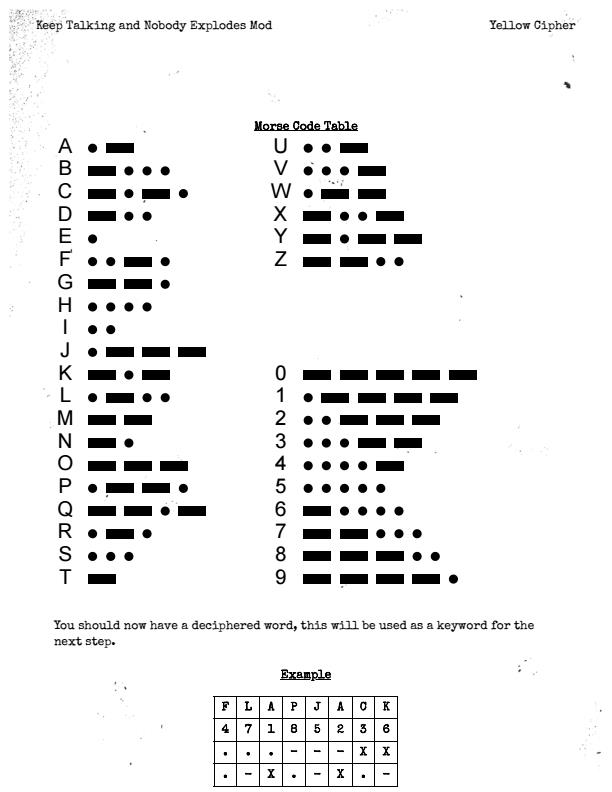 Keep Talking and Nobody Explodes Mod Yellow Cipher
Morse Code Table
A ● ▬ U ● ● ▬
B ▬ ● ● ● V ● ● ● ▬
C ▬ ● ▬ ● W ● ▬ ▬
D ▬ ● ● X ▬ ● ● ▬
E ● Y ▬ ● ▬ ▬
F ● ● ▬ ● Z ▬ ▬ ● ●
G ▬ ▬ ●
H ● ● ● ●
I ● ●
J ● ▬ ▬ ▬
K ▬ ● ▬ 0 ▬ ▬ ▬ ▬ ▬
L ● ▬ ● ● 1 ● ▬ ▬ ▬ ▬
M ▬ ▬ 2 ● ● ▬ ▬ ▬
N ▬ ● 3 ● ● ● ▬ ▬
O ▬ ▬ ▬ 4 ● ● ● ● ▬
P ● ▬ ▬ ● 5 ● ● ● ● ●
Q ▬ ▬ ● ▬ 6 ▬ ● ● ● ●
R ● ▬ ● 7 ▬ ▬ ● ● ●
S ● ● ● 8 ▬ ▬ ▬ ● ●
T ▬ 9 ▬ ▬ ▬ ▬ ●
You should now have a deciphered word, this will be used as a keyword for the
next step.
Example
F L A P J A C K
4 7 1 8 5 2 3 6
. . . - - - X X
. - X . - X . -